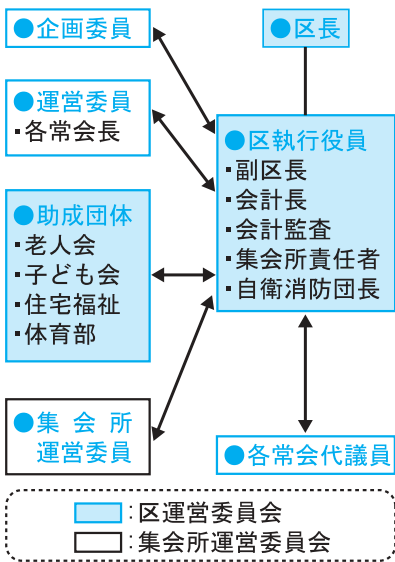 ●企画委員
●区長
●運営委員
・各常会長
●区執行役員
・副区長
・会計長
・会計監査
・集会所責任者
・自衛消防団長
●助成団体
・老人会
・子ども会
・住宅福祉
・体育部
●集会所
運営委員
●各常会代議員
：区運営委員会
：集会所運営委員会